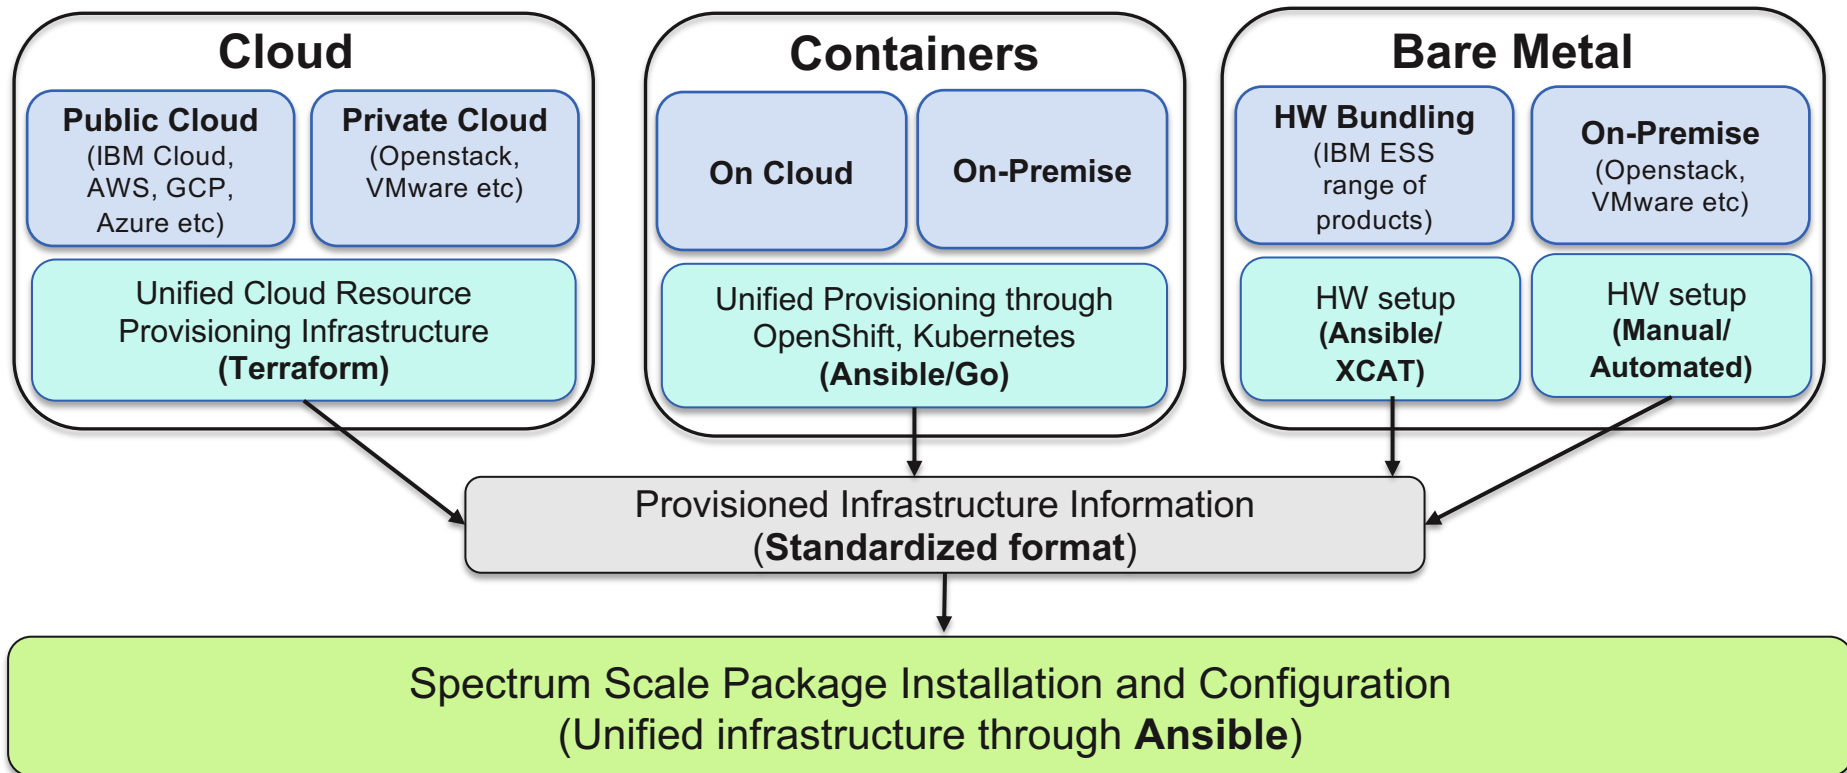 Cloud
Public Cloud
(IBM Cloud,
AWS, GCP,
Azure etc)
Private Cloud
(Openstack,
VMware etc)
Unified Cloud Resource
Provisioning Infrastructure
(Terraform)
Containers
On Cloud
On-Premise
Unified Provisioning through
OpenShift, Kubernetes
(Ansible/Go)
Bare Metal
HW Bundling
(IBM ESS
range of
products)
On-Premise
(Openstack,
VMware etc)
HW setup
(Ansible/
XCAT)
HW setup
(Manual/
Automated)
Provisioned Infrastructure Information
(Standardized format)
Spectrum Scale Package Installation and Configuration
(Unified infrastructure through Ansible)